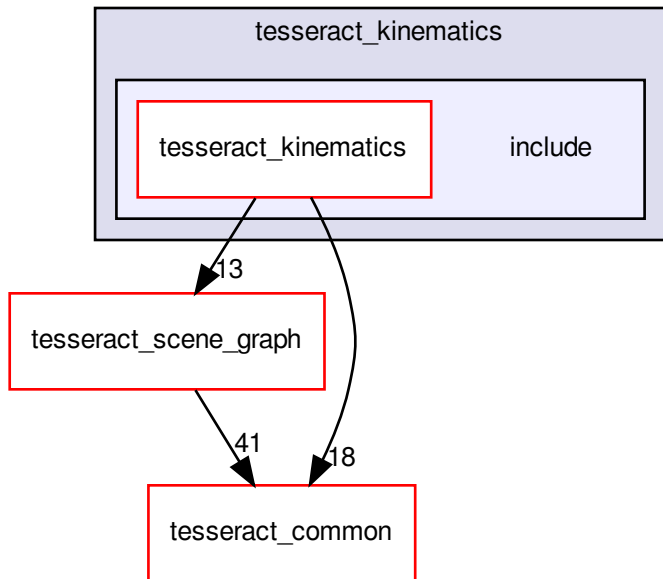 tesseract_kinematics
tesseract_kinematics
include
13
tesseract_scene_graph
41
18
tesseract_common